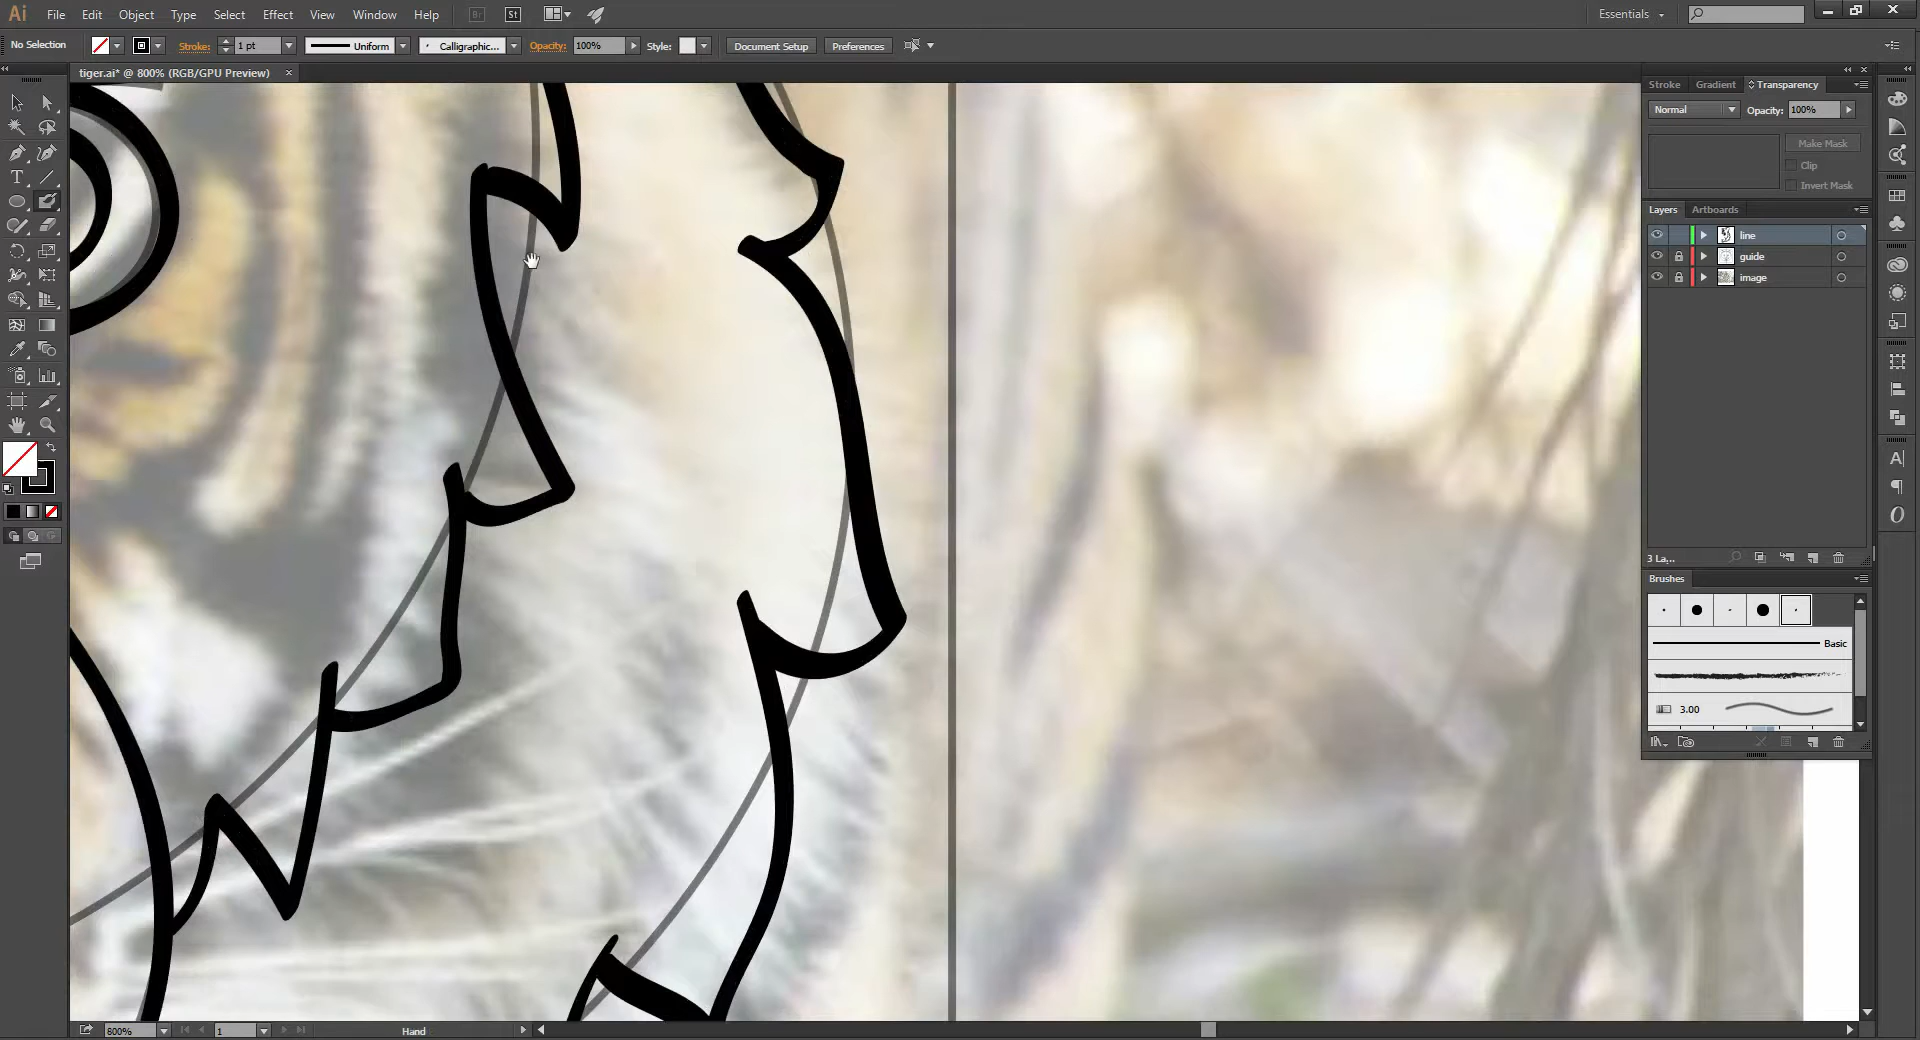 Ai File Edit Object Type Select Effect View Window Help Br St Essentials
No Selection Stroke: 1 pt Uniform Calligraphic... Opacity: 100% Style: Document Setup Preferences
tiger.ai* @ 800% (RGB/GPU Preview)
Stroke Gradient Transparency
Normal Opacity: 100%
Make Mask
Clip
Invert Mask
Layers Artboards
line
guide
image
3 La...
Brushes
Basic
3.00
800% 1 Hand